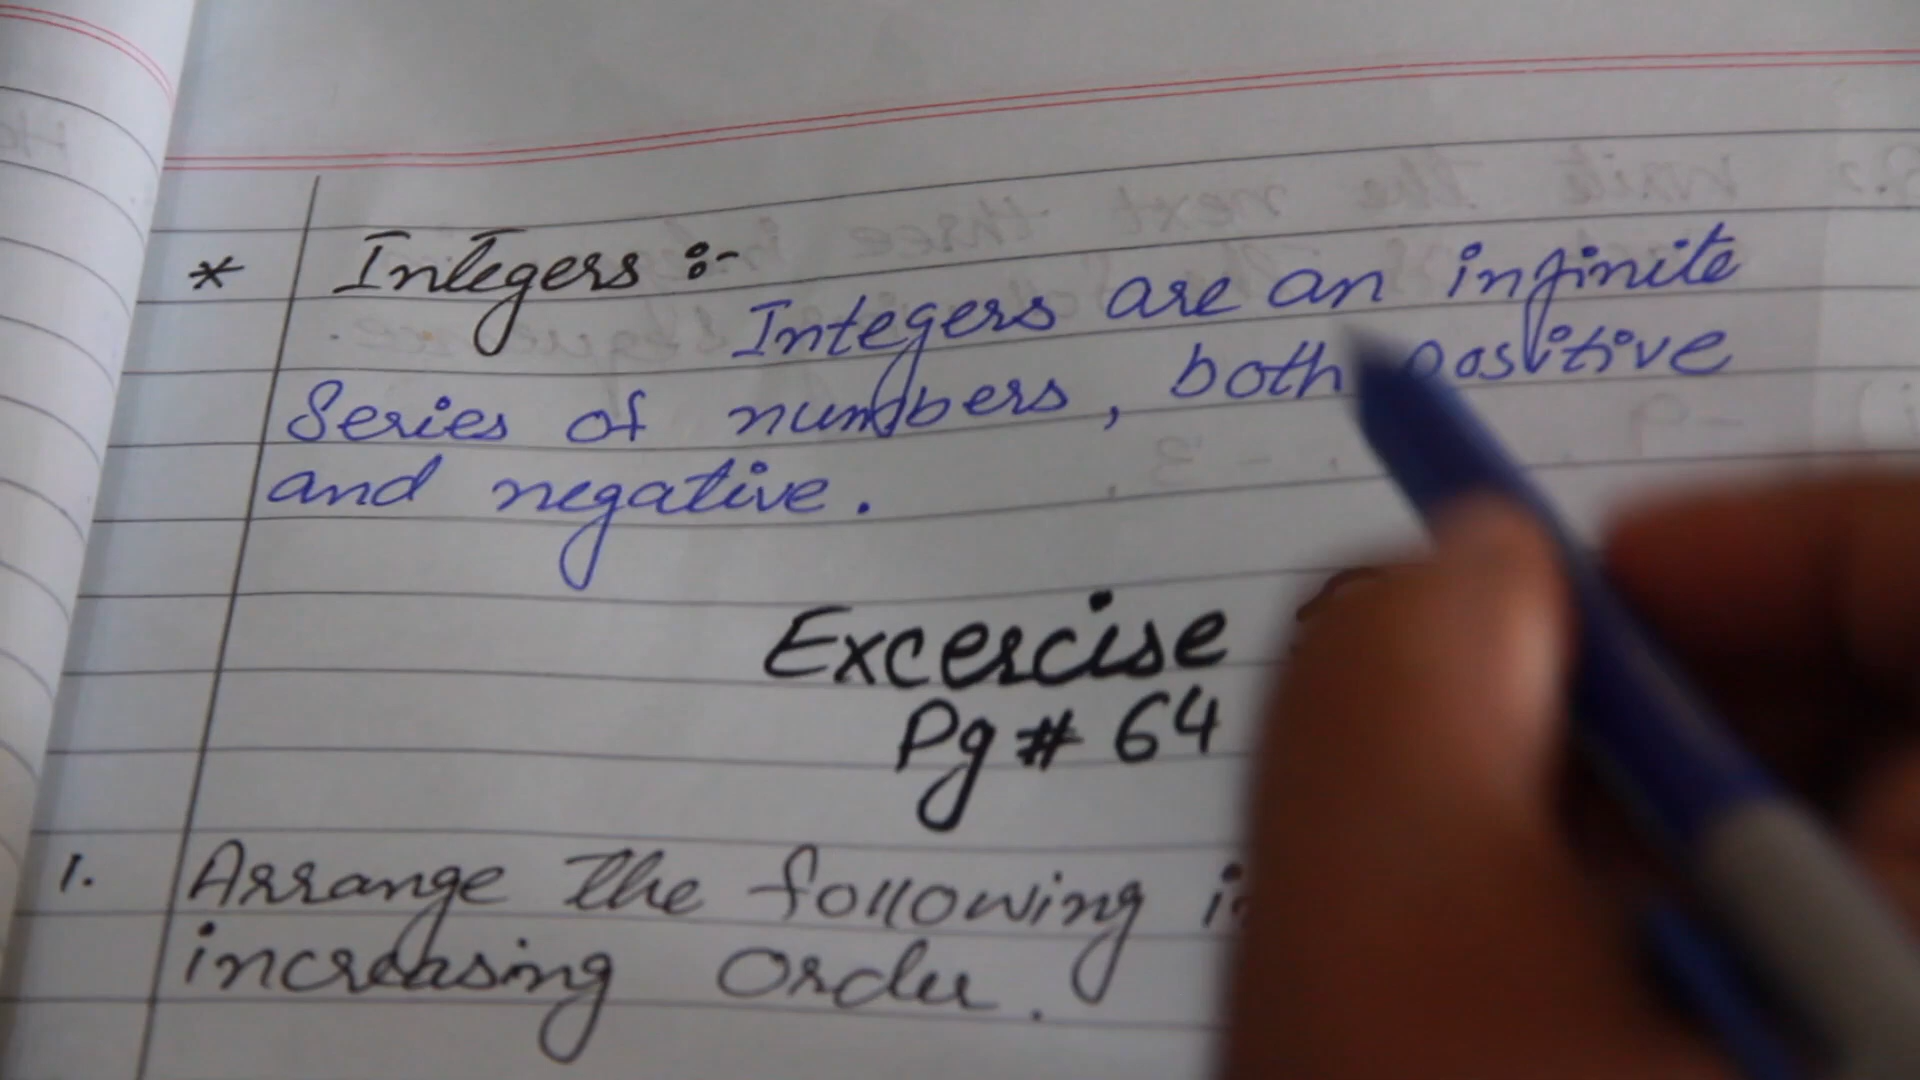 * Integers :-
Integers are an infinite
Series of numbers, both positive
and negative.
Excercise
Pg # 64
1. Arrange the following
increasing order.